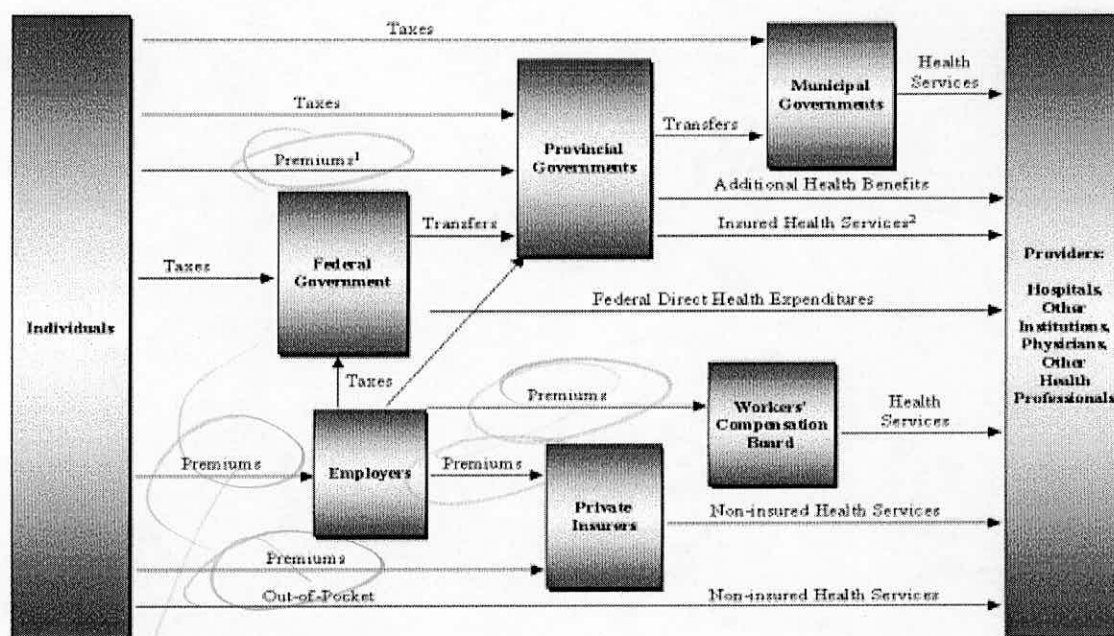 Taxes
Municipal
Governments
Health
Services
Taxes
Provincial
Governments
Transfers
Premiums¹
Additional Health Benefits
Federal
Government
Transfers
Insured Health Services²
Taxes
Individuals
Federal Direct Health Expenditures
Providers:
Hospitals,
Other
Institutions,
Physicians,
Other
Health
Professionals
Taxes
Premiums
Workers'
Compensation
Board
Health
Services
Premiums
Employers
Premiums
Private
Insurers
Non-insured Health Services
Premiums
Out-of-Pocket
Non-insured Health Services